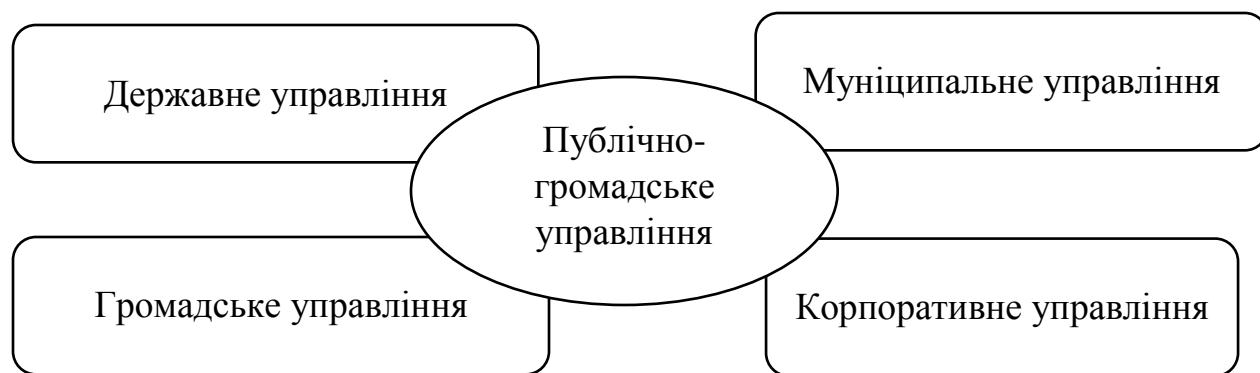 Державне управління
Муніципальне управління
Публічно-
громадське
управління
Громадське управління
Корпоративне управління